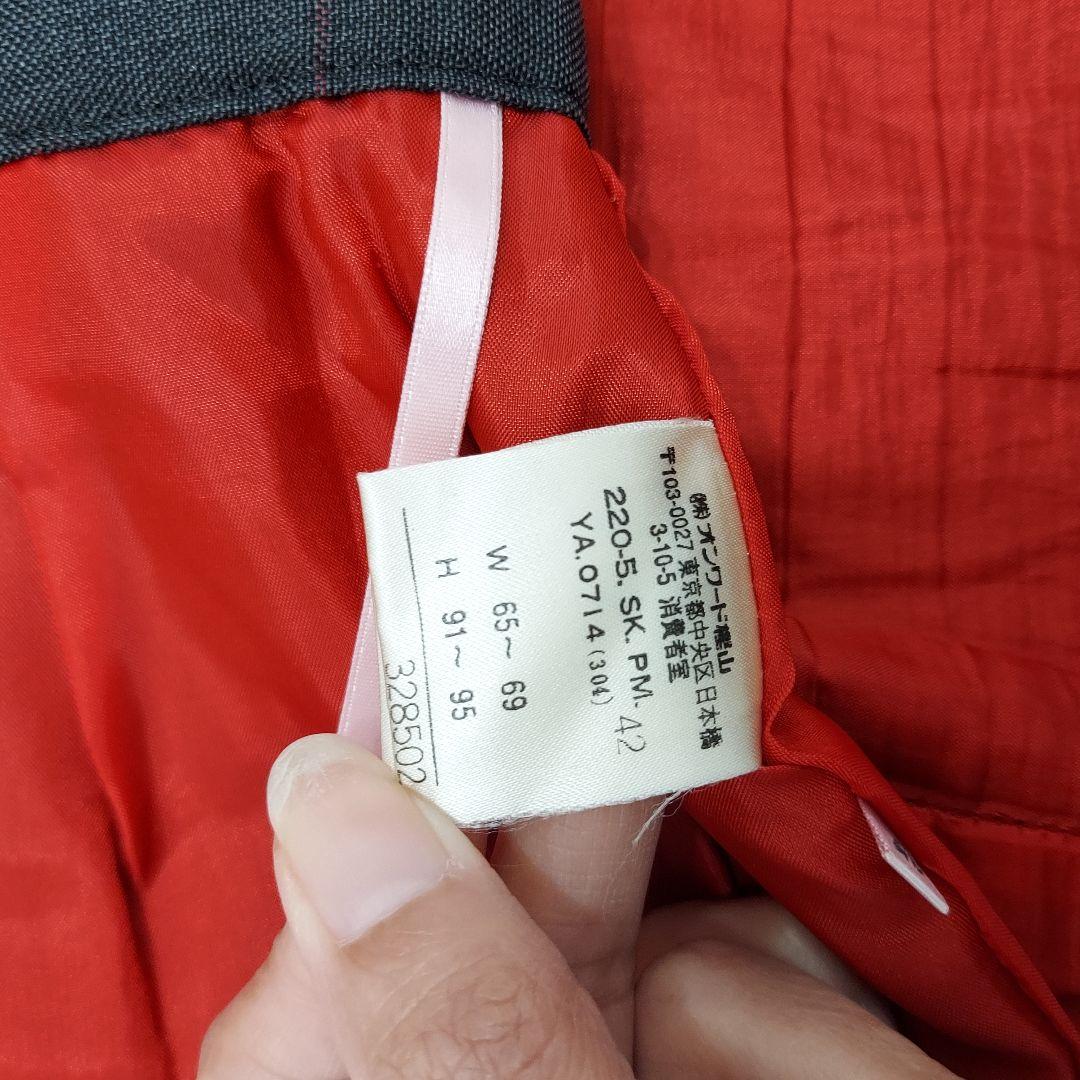 ㈱オンワード樫山
〒103-0027 東京都中央区日本橋
3-10-5 消費者室
220-5. SK. PM- 42
YA.0714 (304)
W 65~ 69
H 91~ 95
328502